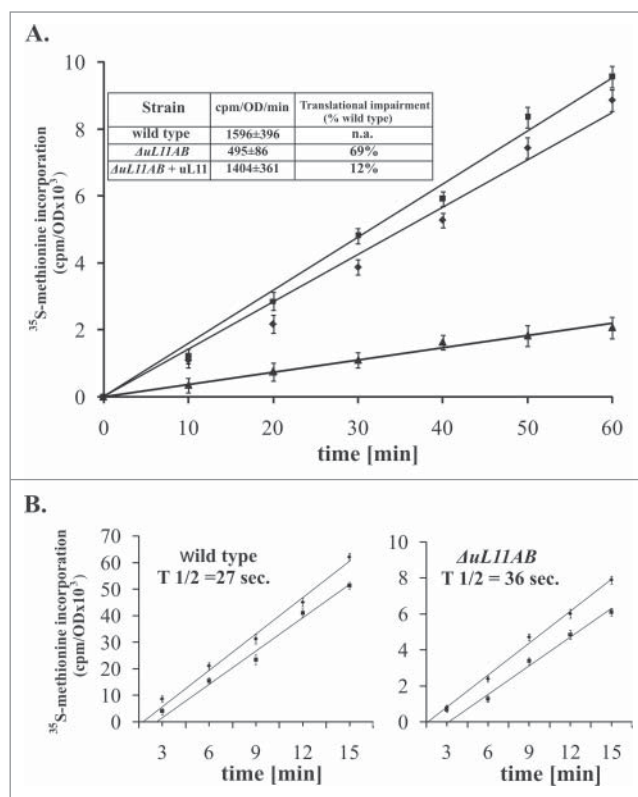 A.
10
8
6
4
2
0
³⁵S-methionine incorporation
(cpm/ODx10³)
Strain cpm/OD/min Translational impairment
(% wild type)
wild type 1596±396 n.a.
ΔuL11AB 495±86 69%
ΔuL11AB + uL11 1404±361 12%
0 10 20 30 40 50 60
time [min]
B.
³⁵S-methionine incorporation
(cpm/ODx10³)
70
60
50
40
30
20
10
0
wild type
T 1/2 =27 sec.
3 6 9 12 15
time [min]
8
6
4
2
0
ΔuL11AB
T 1/2 = 36 sec.
3 6 9 12 15
time [min]